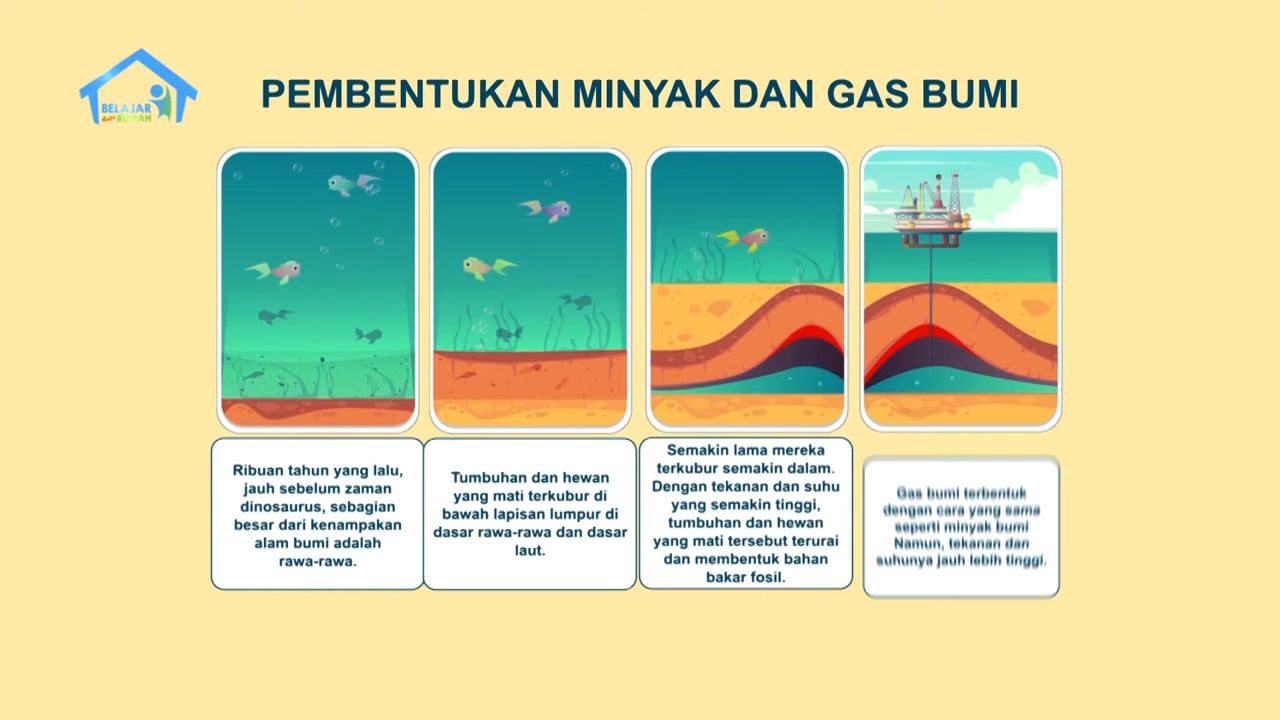 BELAJAR
dari RUMAH
PEMBENTUKAN MINYAK DAN GAS BUMI
Ribuan tahun yang lalu,
jauh sebelum zaman
dinosaurus, sebagian
besar dari kenampakan
alam bumi adalah
rawa-rawa.
Tumbuhan dan hewan
yang mati terkubur di
bawah lapisan lumpur di
dasar rawa-rawa dan dasar
laut.
Semakin lama mereka
terkubur semakin dalam.
Dengan tekanan dan suhu
yang semakin tinggi,
tumbuhan dan hewan
yang mati tersebut terurai
dan membentuk bahan
bakar fosil.
Gas bumi terbentuk
dengan cara yang sama
seperti minyak bumi
Namun, tekanan dan
suhunya jauh lebih tinggi.